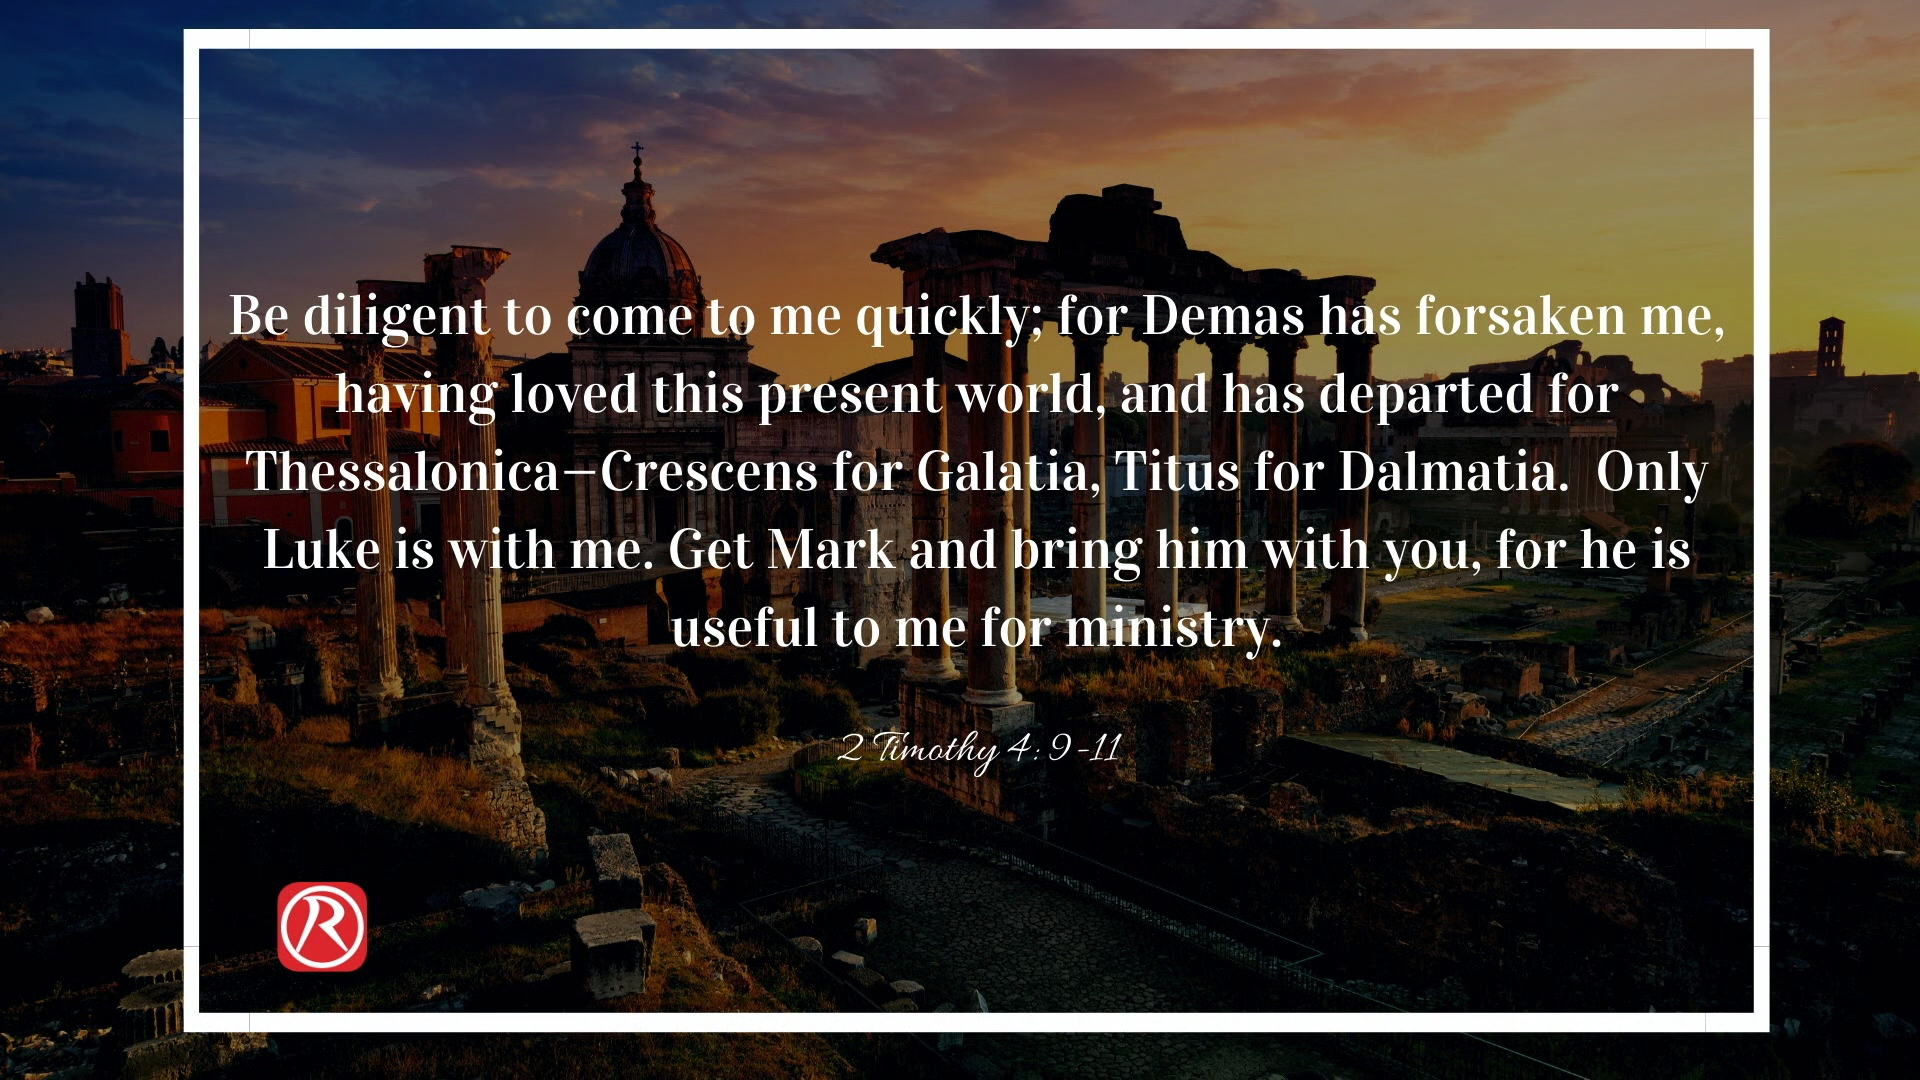 Be diligent to come to me quickly; for Demas has forsaken me,
having loved this present world, and has departed for
Thessalonica—Crescens for Galatia, Titus for Dalmatia.  Only
Luke is with me. Get Mark and bring him with you, for he is
useful to me for ministry.
2 Timothy 4: 9-11
R